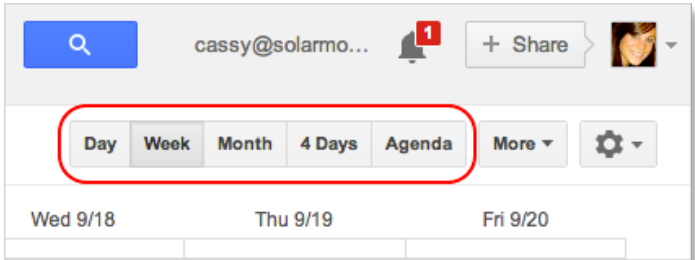 cassy@solarmo... 1 + Share
Day Week Month 4 Days Agenda More
Wed 9/18 Thu 9/19 Fri 9/20